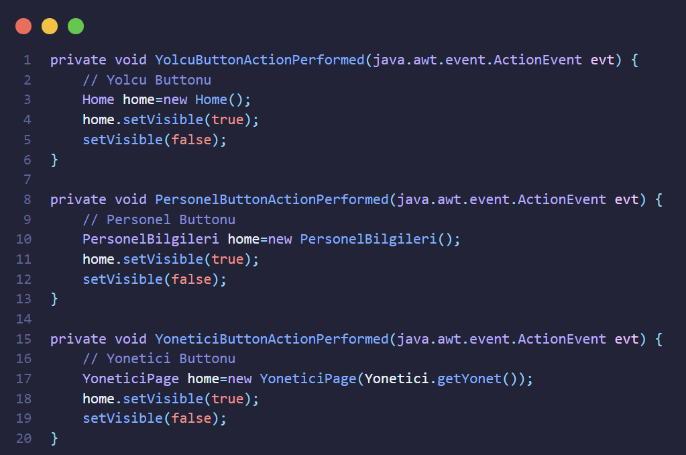 1 private void YolcuButtonActionPerformed(java.awt.event.ActionEvent evt) {
2     // Yolcu Buttonu
3     Home home=new Home();
4     home.setVisible(true);
5     setVisible(false);
6 }
7
8 private void PersonelButtonActionPerformed(java.awt.event.ActionEvent evt) {
9     // Personel Buttonu
10     PersonelBilgileri home=new PersonelBilgileri();
11     home.setVisible(true);
12     setVisible(false);
13 }
14
15 private void YoneticiButtonActionPerformed(java.awt.event.ActionEvent evt) {
16     // Yonetici Buttonu
17     YoneticiPage home=new YoneticiPage(Yonetici.getYonet());
18     home.setVisible(true);
19     setVisible(false);
20 }